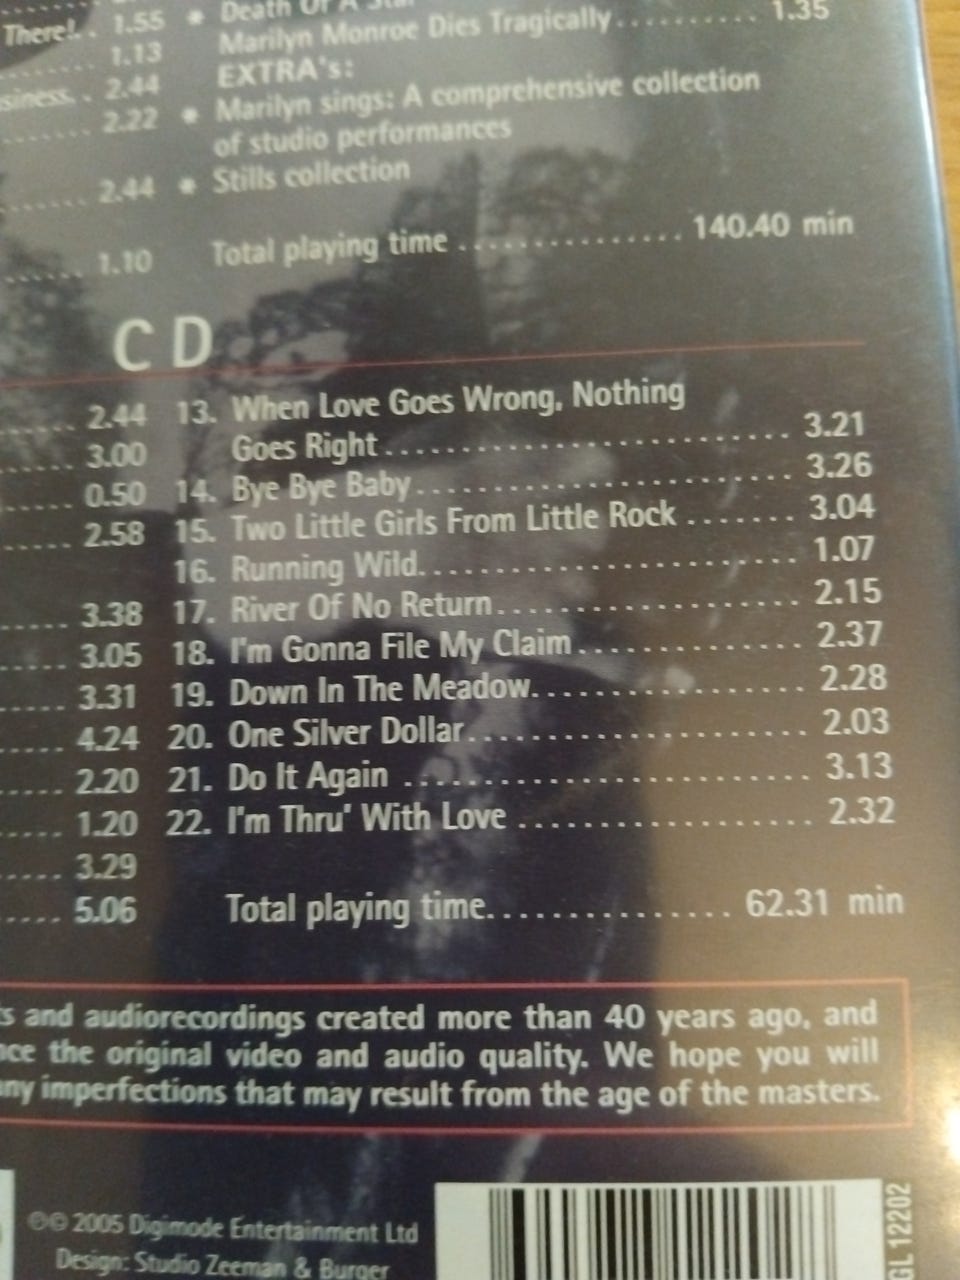 Death Of A Star
There!.. 1.55
Marilyn Monroe Dies Tragically.......... 1.35
........ 1.13
EXTRA's:
siness.. 2.44
* Marilyn sings: A comprehensive collection
...... 2.22
of studio performances
...... 2.44
* Stills collection
...... 1.10
Total playing time ............... 140.40 min
CD
..... 2.44
..... 3.00
..... 0.50
..... 2.58
..... 3.38
..... 3.05
..... 3.31
..... 4.24
..... 2.20
..... 1.20
..... 3.29
.... 5.06
13. When Love Goes Wrong, Nothing
Goes Right............................ 3.21
14. Bye Bye Baby.......................... 3.26
15. Two Little Girls From Little Rock ....... 3.04
16. Running Wild.......................... 1.07
17. River Of No Return.................... 2.15
18. I'm Gonna File My Claim............... 2.37
19. Down In The Meadow.................. 2.28
20. One Silver Dollar....................... 2.03
21. Do It Again ........................... 3.13
22. I'm Thru' With Love ................... 2.32
Total playing time................ 62.31 min
s and audiorecordings created more than 40 years ago, and
nce the original video and audio quality. We hope you will
ny imperfections that may result from the age of the masters.
℗© 2005 Digimode Entertainment Ltd
Design: Studio Zeeman & Burger
GL 12202